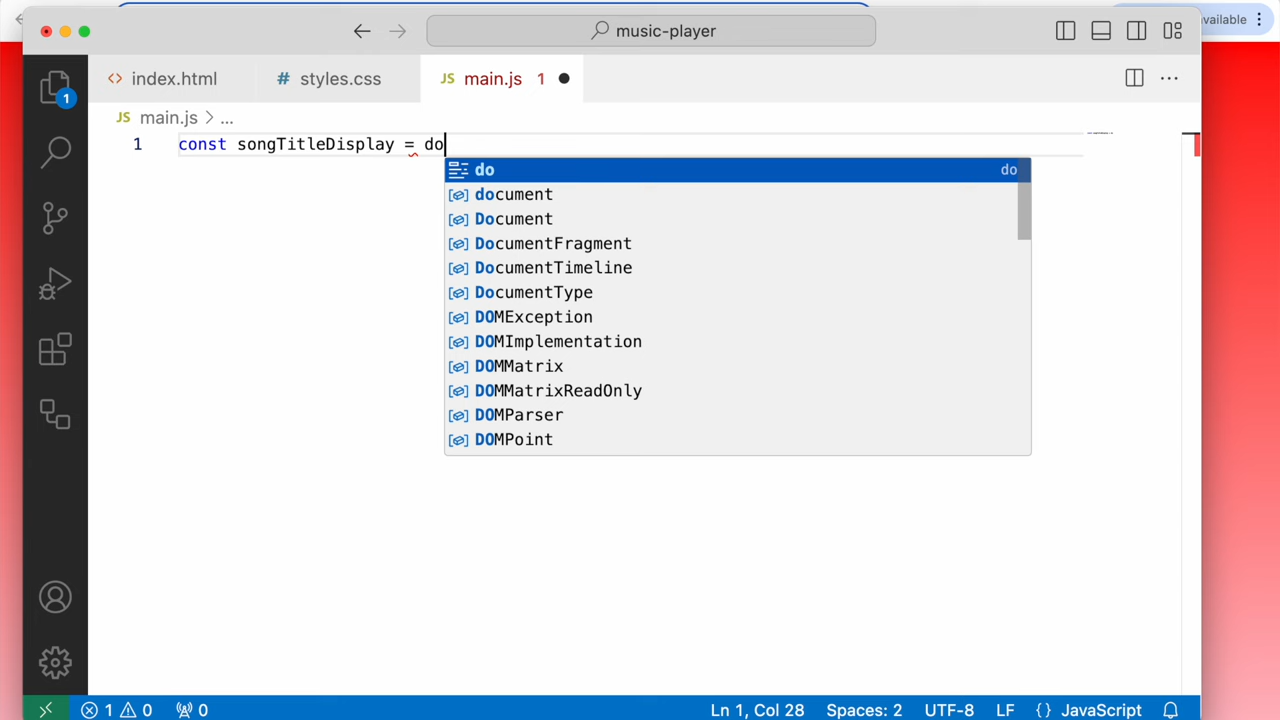 vailable
music-player
<> index.html
# styles.css
JS main.js 1
JS main.js > ...
1 const songTitleDisplay = do
do do
document
Document
DocumentFragment
DocumentTimeline
DocumentType
DOMException
DOMImplementation
DOMMatrix
DOMMatrixReadOnly
DOMParser
DOMPoint
1
1 0 0 Ln 1, Col 28 Spaces: 2 UTF-8 LF {} JavaScript